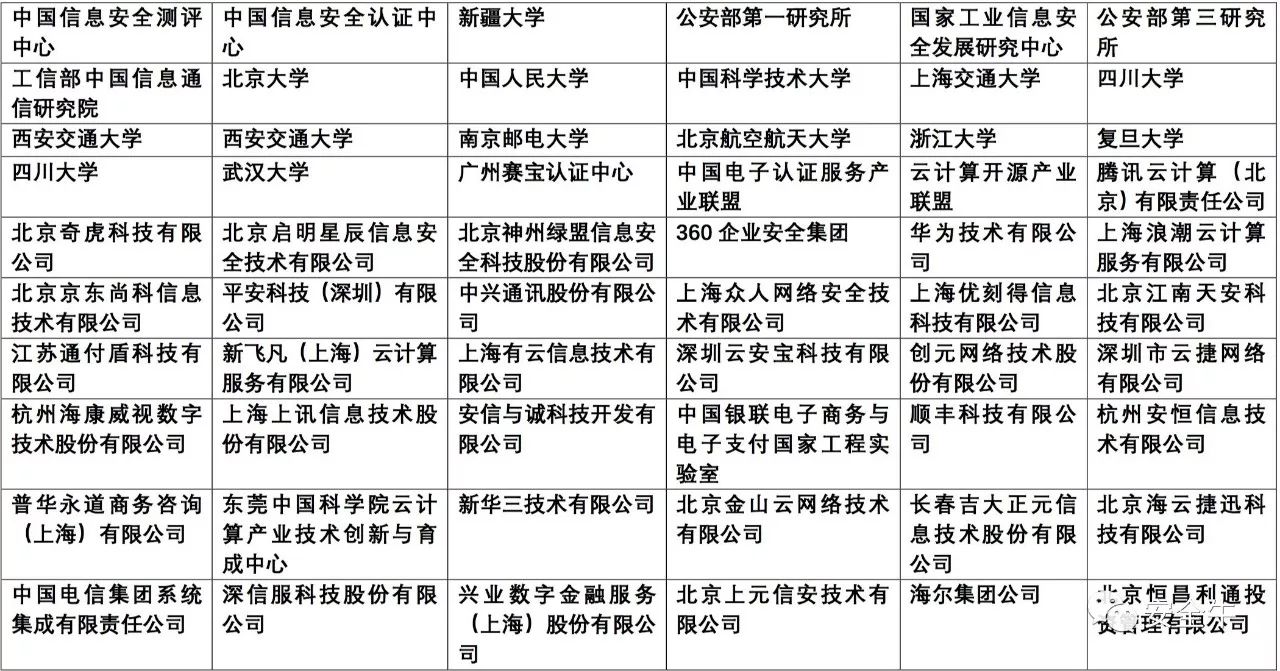 中国信息安全测评
中心
中国信息安全认证中
心
新疆大学
公安部第一研究所
国家工业信息安
全发展研究中心
公安部第三研究
所
工信部中国信息通
信研究院
北京大学
中国人民大学
中国科学技术大学
上海交通大学
四川大学
西安交通大学
西安交通大学
南京邮电大学
北京航空航天大学
浙江大学
复旦大学
四川大学
武汉大学
广州赛宝认证中心
中国电子认证服务产
业联盟
云计算开源产业
联盟
腾讯云计算（北
京）有限责任公司
北京奇虎科技有限
公司
北京启明星辰信息安
全技术有限公司
北京神州绿盟信息安
全科技股份有限公司
360 企业安全集团
华为技术有限公
司
上海浪潮云计算
服务有限公司
北京京东尚科信息
技术有限公司
平安科技（深圳）有限
公司
中兴通讯股份有限公
司
上海众人网络安全技
术有限公司
上海优刻得信息
科技有限公司
北京江南天安科
技有限公司
江苏通付盾科技有
限公司
新飞凡（上海）云计算
服务有限公司
上海有云信息技术有
限公司
深圳云安宝科技有限
公司
创元网络技术股
份有限公司
深圳市云捷网络
有限公司
杭州海康威视数字
技术股份有限公司
上海上讯信息技术股
份有限公司
安信与诚科技开发有
限公司
中国银联电子商务与
电子支付国家工程实
验室
顺丰科技有限公
司
杭州安恒信息技
术有限公司
普华永道商务咨询
（上海）有限公司
东莞中国科学院云计
算产业技术创新与育
成中心
新华三技术有限公司
北京金山云网络技术
有限公司
长春吉大正元信
息技术股份有限
公司
北京海云捷迅科
技有限公司
中国电信集团系统
集成有限责任公司
深信服科技股份有限
公司
兴业数字金融服务
（上海）股份有限公
司
北京上元信安技术有
限公司
海尔集团公司
北京恒昌利通投
资管理有限公司
安全牛